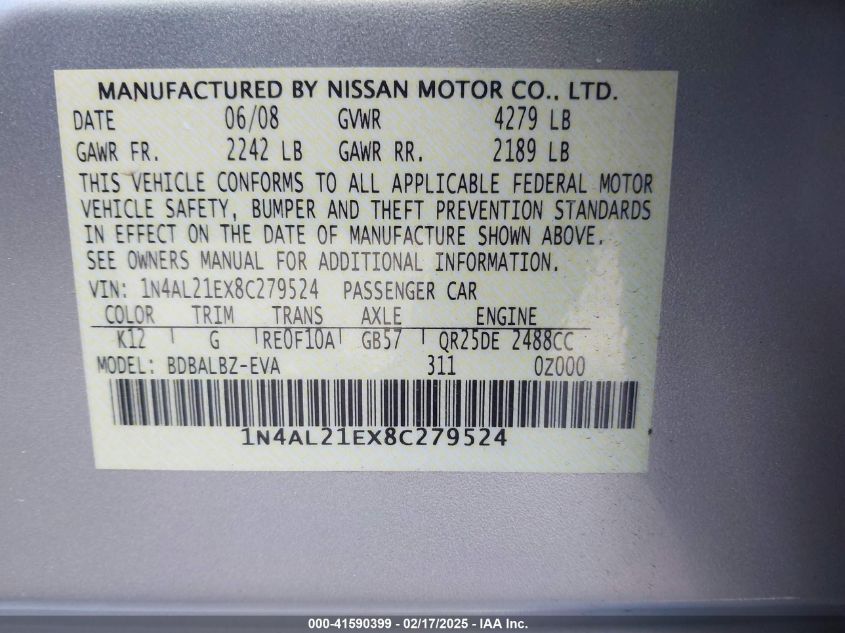 MANUFACTURED BY NISSAN MOTOR CO., LTD.
DATE 06/08 GVWR 4279 LB
GAWR FR. 2242 LB GAWR RR. 2189 LB
THIS VEHICLE CONFORMS TO ALL APPLICABLE FEDERAL MOTOR
VEHICLE SAFETY, BUMPER AND THEFT PREVENTION STANDARDS
IN EFFECT ON THE DATE OF MANUFACTURE SHOWN ABOVE.
SEE OWNERS MANUAL FOR ADDITIONAL INFORMATION.
VIN: 1N4AL21EX8C279524 PASSENGER CAR
COLOR TRIM TRANS AXLE ENGINE
K12 G RE0F10A GB57 QR25DE 2488CC
MODEL: BDBALBZ-EVA 311 0Z000
1N4AL21EX8C279524
000-41590399 - 02/17/2025 - IAA Inc.